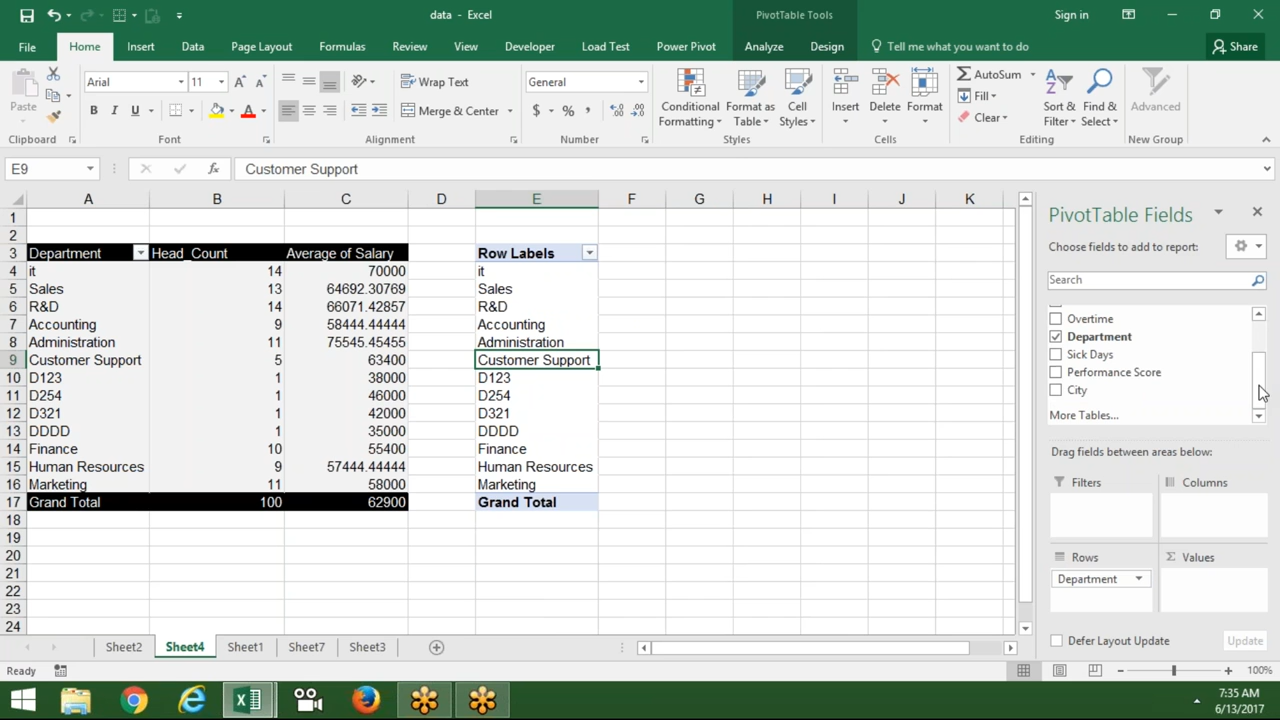 data - Excel
PivotTable Tools
Sign in
File Home Insert Data Page Layout Formulas Review View Developer Load Test Power Pivot Analyze Design Tell me what you want to do Share
Paste
Clipboard
Arial 11
B I U
Font
Wrap Text
Merge & Center
Alignment
General
$ % ,
Number
Conditional Formatting
Format as Table
Cell Styles
Styles
Insert
Delete
Format
Cells
AutoSum
Fill
Clear
Sort & Filter
Find & Select
Editing
Advanced
New Group
E9
fx
Customer Support
A B C D E F G H I J K
1
2
3 Department Head_Count Average of Salary Row Labels
4 it 14 70000 it
5 Sales 13 64692.30769 Sales
6 R&D 14 66071.42857 R&D
7 Accounting 9 58444.44444 Accounting
8 Administration 11 75545.45455 Administration
9 Customer Support 5 63400 Customer Support
10 D123 1 38000 D123
11 D254 1 46000 D254
12 D321 1 42000 D321
13 DDDD 1 35000 DDDD
14 Finance 10 55400 Finance
15 Human Resources 9 57444.44444 Human Resources
16 Marketing 11 58000 Marketing
17 Grand Total 100 62900 Grand Total
18
19
20
21
22
23
24
PivotTable Fields
Choose fields to add to report:
Search
Overtime
Department
Sick Days
Performance Score
City
More Tables...
Drag fields between areas below:
Filters
Columns
Rows
Department
Values
Defer Layout Update
Update
Sheet2 Sheet4 Sheet1 Sheet7 Sheet3
Ready
100%
7:35 AM
6/13/2017